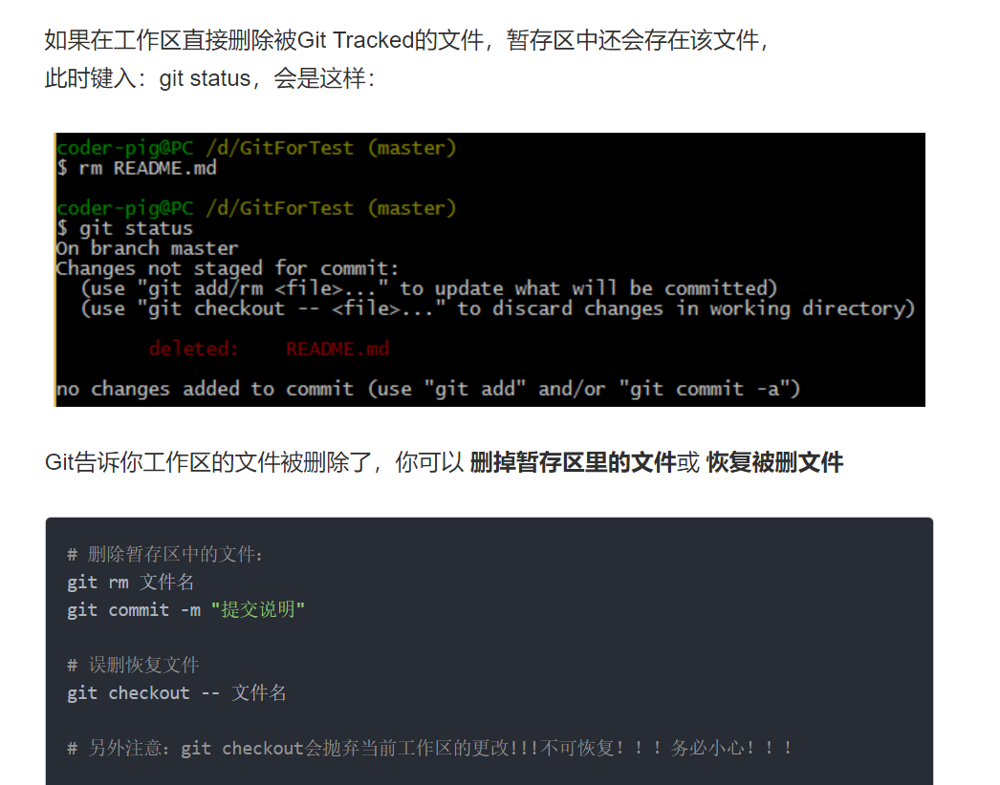 如果在工作区直接删除被Git Tracked的文件，暂存区中还会存在该文件，
此时键入：git status，会是这样：
coder-pig@PC /d/GitForTest (master)
$ rm README.md
coder-pig@PC /d/GitForTest (master)
$ git status
On branch master
Changes not staged for commit:
  (use "git add/rm <file>..." to update what will be committed)
  (use "git checkout -- <file>..." to discard changes in working directory)
        deleted:    README.md
no changes added to commit (use "git add" and/or "git commit -a")
Git告诉你工作区的文件被删除了，你可以 删掉暂存区里的文件或 恢复被删文件
# 删除暂存区中的文件：
git rm 文件名
git commit -m "提交说明"
# 误删恢复文件
git checkout -- 文件名
# 另外注意：git checkout会抛弃当前工作区的更改!!!不可恢复！！！务必小心！！！